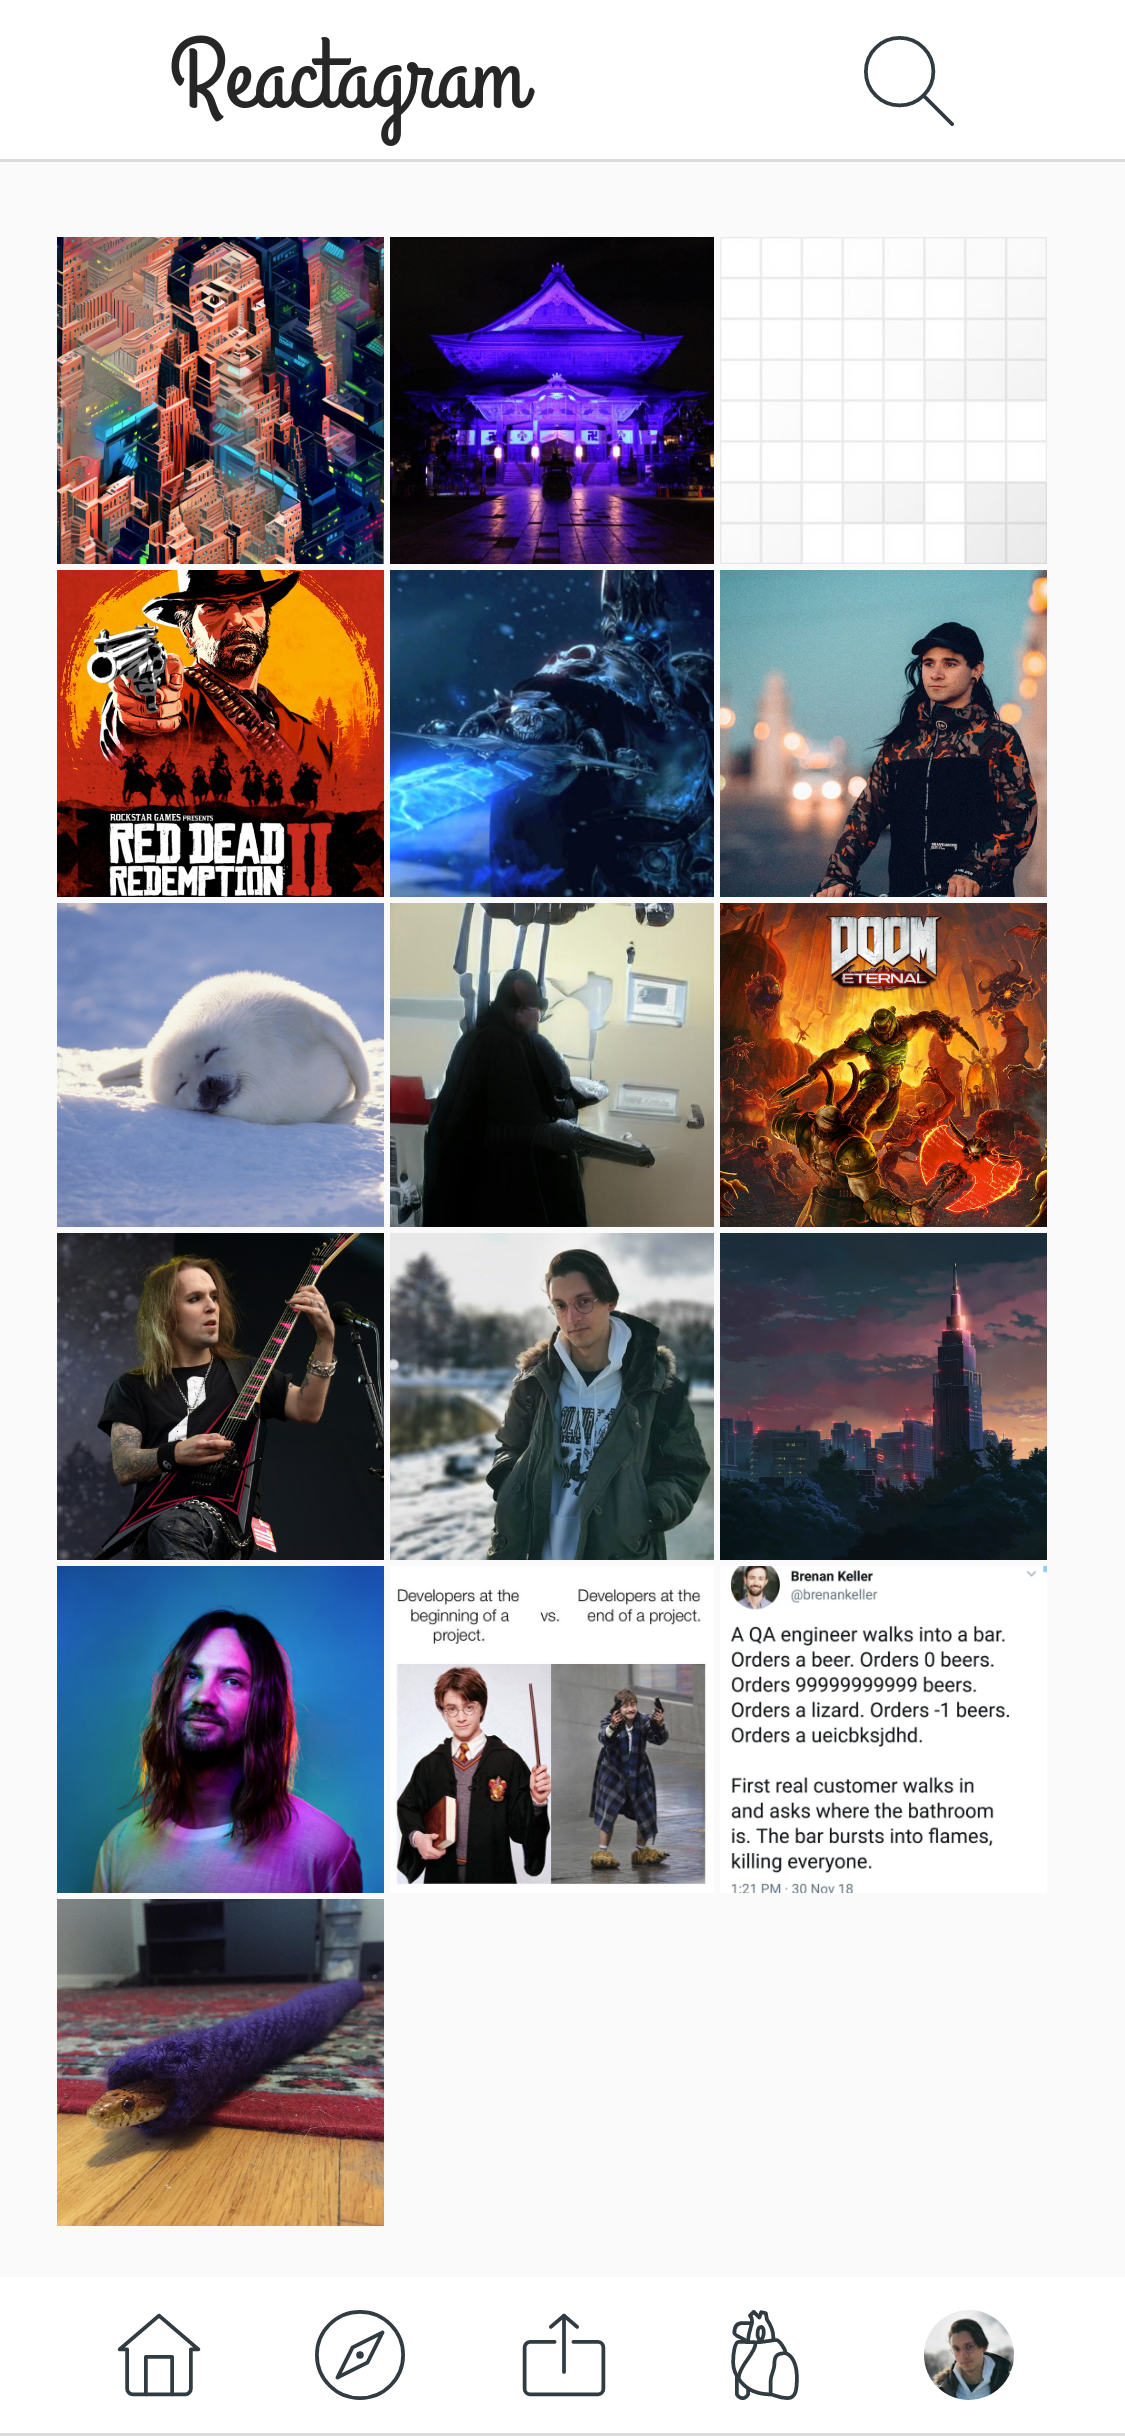 Reactagram
ROCKSTAR GAMES PRESENTS
RED DEAD
REDEMPTION II
DOOM
ETERNAL
Developers at the
beginning of a
project.
vs.
Developers at the
end of a project.
Brenan Keller
@brenankeller
A QA engineer walks into a bar.
Orders a beer. Orders 0 beers.
Orders 99999999999 beers.
Orders a lizard. Orders -1 beers.
Orders a ueicbksjdhd.
First real customer walks in
and asks where the bathroom
is. The bar bursts into flames,
killing everyone.
1:21 PM · 30 Nov 18